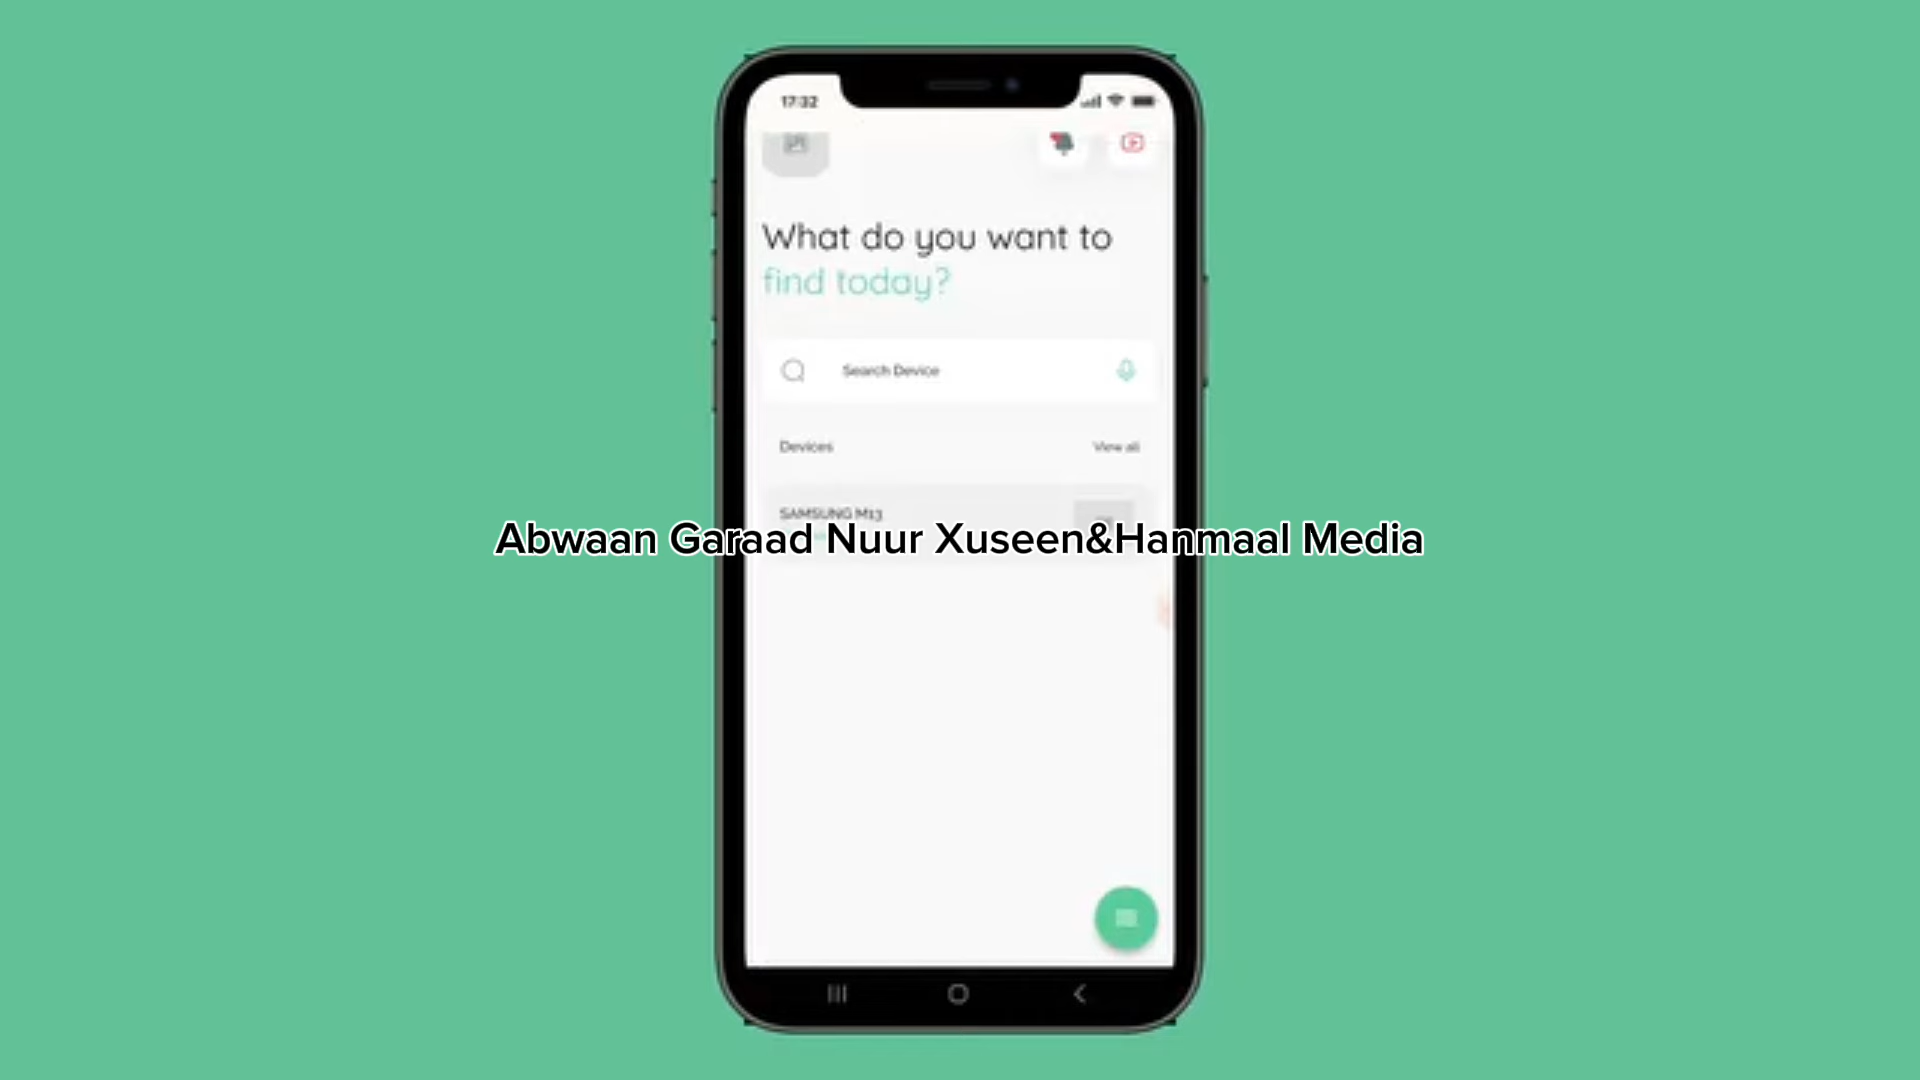 17:32
What do you want to
find today?
Search Device
Devices
View all
SAMSUNG M13
Abwaan Garaad Nuur Xuseen&Hanmaal Media